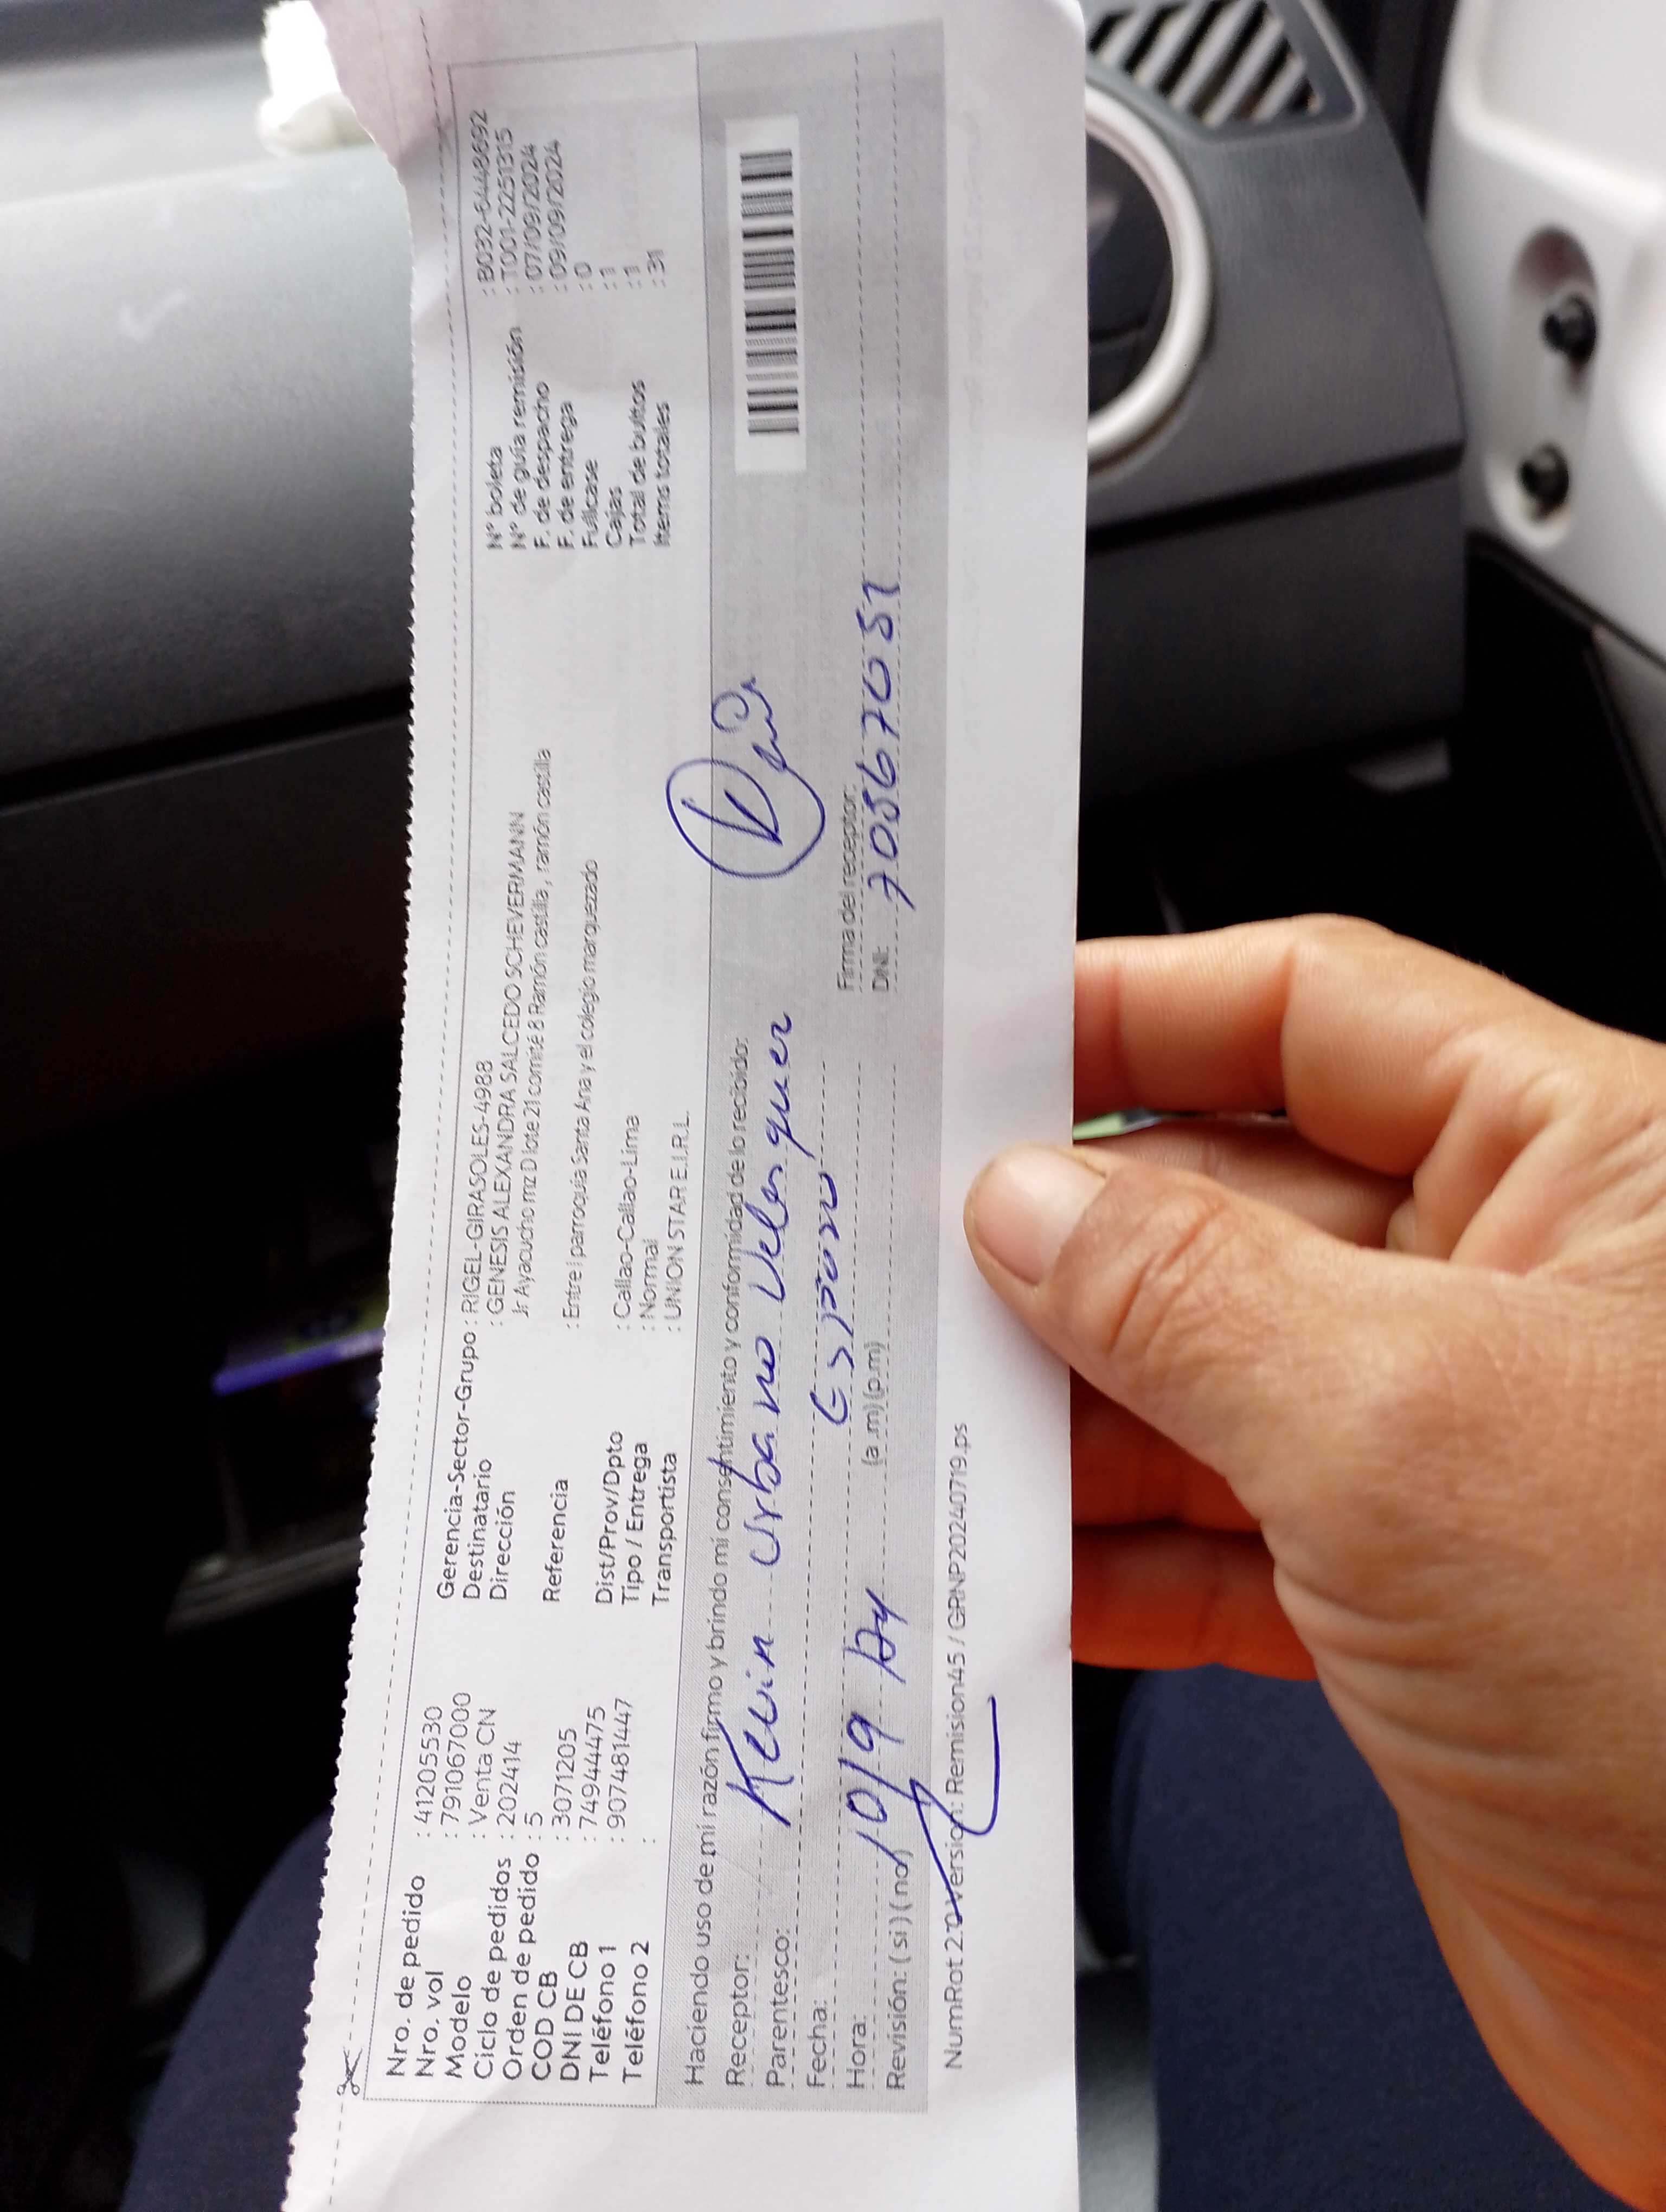 Nro. de pedido : 41205530
Nro. vol : 791067000
Modelo : Venta CN
Ciclo de pedidos : 202414
Orden de pedido : 5
COD CB : 3071205
DNI DE CB : 74944475
Teléfono 1 : 907481447
Teléfono 2 :
Gerencia-Sector-Grupo : RIGEL-GIRASOLES-4988
Destinatario : GENESIS ALEXANDRA SALCEDO SCHEVERMANN
Dirección Jr Ayacucho mz D lote 21 comité 8 Ramón castilla , ramón castilla
Referencia : Entre l parroquia Santa Ana y el colegio marquezado
Dist/Prov/Dpto : Callao-Callao-Lima
Tipo / Entrega : Normal
Transportista : UNION STAR E.I.R.L.
N° boleta : B032-6448692
N° de guía remisión : T001-22511315
F. de despacho : 07/09/2024
F. de entrega : 09/09/2024
Fullcase : 0
Cajas : 1
Total de bultos : 1
Items totales : 31
Haciendo uso de mi razón firmo y brindo mi consentimiento y conformidad de lo recibido:
Receptor: Kevin Urbano Velasquer
Parentesco: Esposo
Fecha: 10/9
Hora: (a .m) (p.m)
Revisión: ( si ) ( no )
Firma del receptor:
DNI: 70567051
NumRot 2.0 Version: Remision45 / GRNP20240719.ps